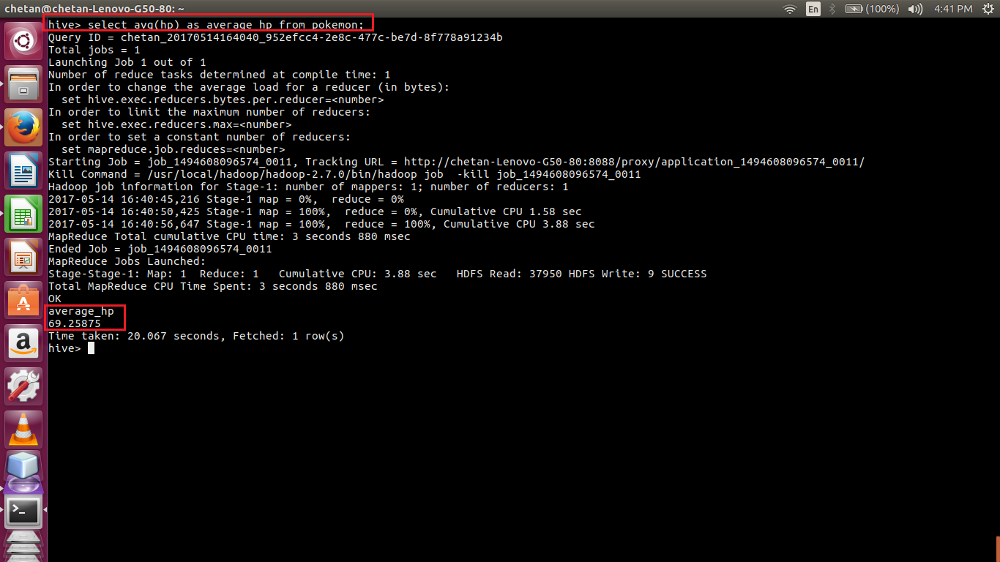 chetan@chetan-Lenovo-G50-80: ~
En
(100%)
4:41 PM
hive> select avg(hp) as average_hp from pokemon;
Query ID = chetan_20170514164040_952efcc4-2e8c-477c-be7d-8f778a91234b
Total jobs = 1
Launching Job 1 out of 1
Number of reduce tasks determined at compile time: 1
In order to change the average load for a reducer (in bytes):
  set hive.exec.reducers.bytes.per.reducer=<number>
In order to limit the maximum number of reducers:
  set hive.exec.reducers.max=<number>
In order to set a constant number of reducers:
  set mapreduce.job.reduces=<number>
Starting Job = job_1494608096574_0011, Tracking URL = http://chetan-Lenovo-G50-80:8088/proxy/application_1494608096574_0011/
Kill Command = /usr/local/hadoop/hadoop-2.7.0/bin/hadoop job  -kill job_1494608096574_0011
Hadoop job information for Stage-1: number of mappers: 1; number of reducers: 1
2017-05-14 16:40:45,216 Stage-1 map = 0%,  reduce = 0%
2017-05-14 16:40:50,425 Stage-1 map = 100%,  reduce = 0%, Cumulative CPU 1.58 sec
2017-05-14 16:40:56,647 Stage-1 map = 100%,  reduce = 100%, Cumulative CPU 3.88 sec
MapReduce Total cumulative CPU time: 3 seconds 880 msec
Ended Job = job_1494608096574_0011
MapReduce Jobs Launched:
Stage-Stage-1: Map: 1  Reduce: 1   Cumulative CPU: 3.88 sec   HDFS Read: 37950 HDFS Write: 9 SUCCESS
Total MapReduce CPU Time Spent: 3 seconds 880 msec
OK
average_hp
69.25875
Time taken: 20.067 seconds, Fetched: 1 row(s)
hive>